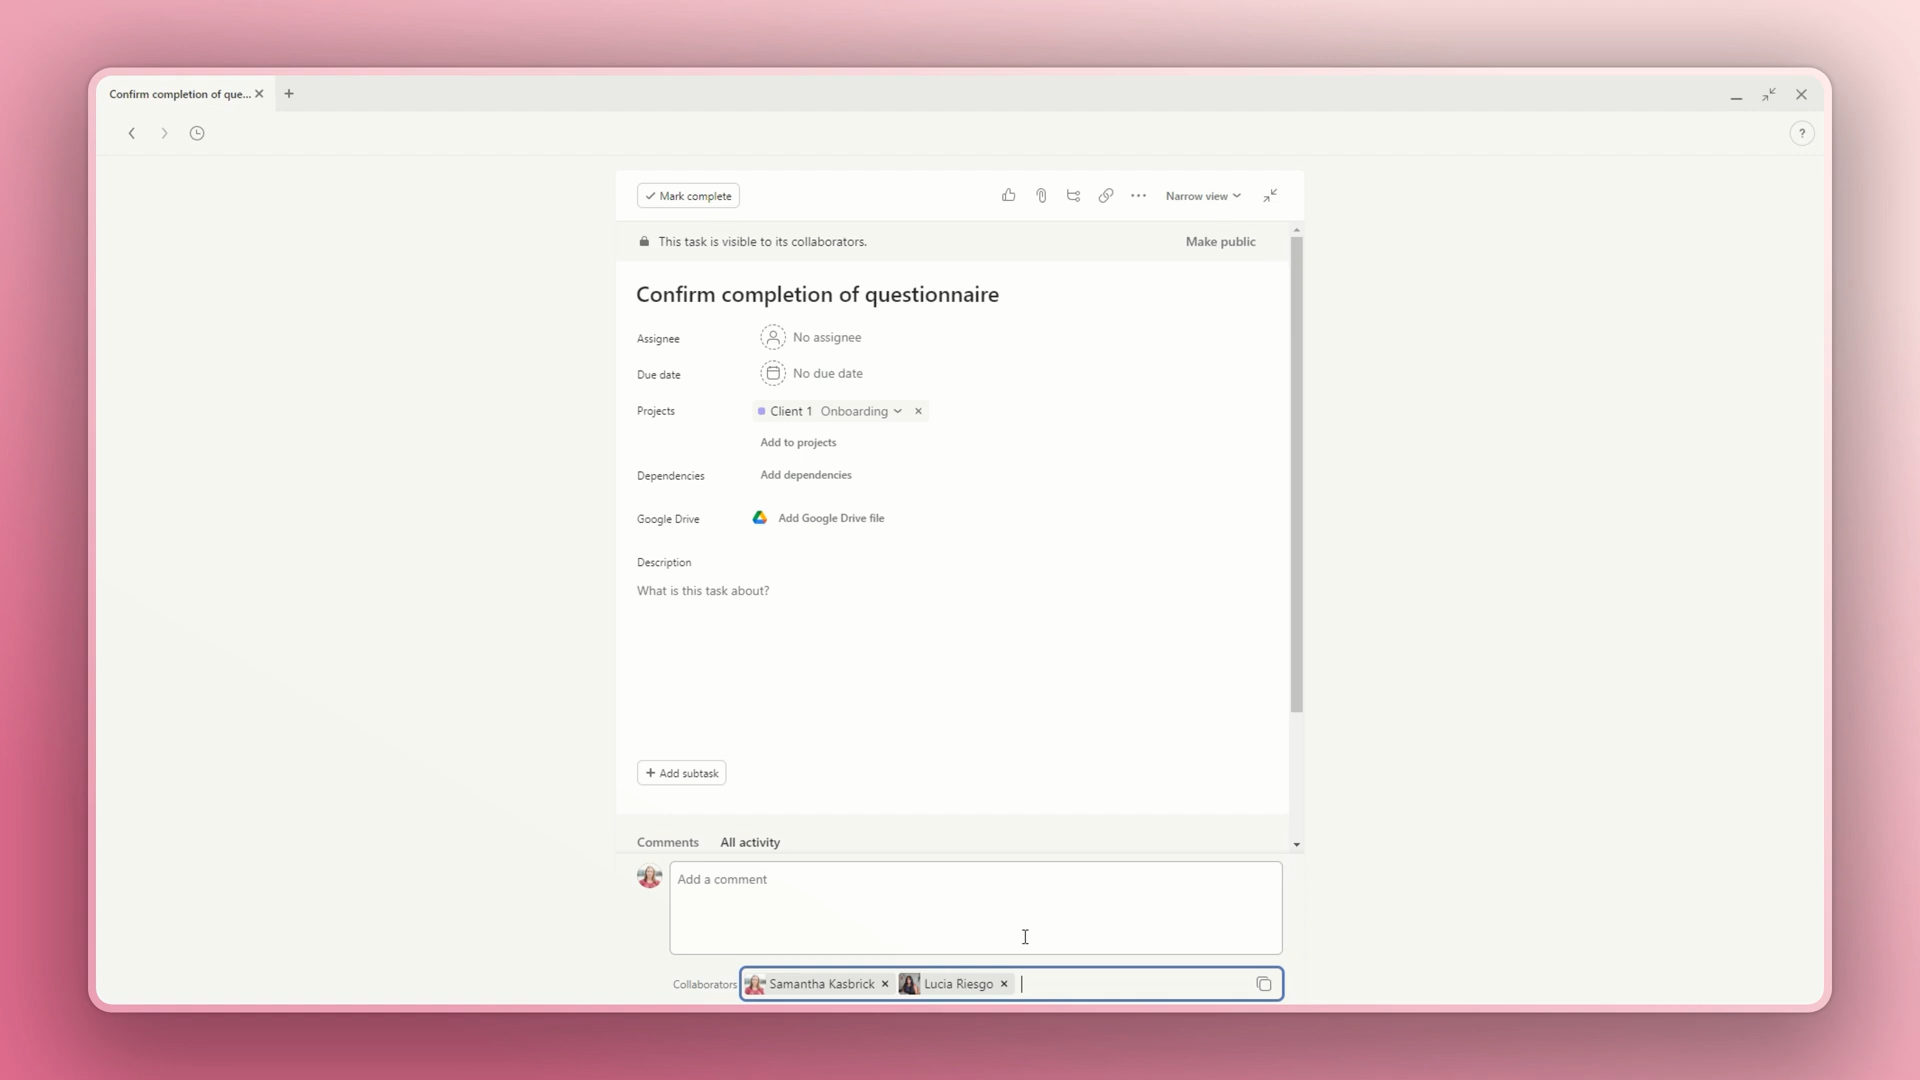 Confirm completion of que...
?
Mark complete
Narrow view
This task is visible to its collaborators.
Make public
Confirm completion of questionnaire
Assignee
No assignee
Due date
No due date
Projects
Client 1 Onboarding
Add to projects
Dependencies
Add dependencies
Google Drive
Add Google Drive file
Description
What is this task about?
+ Add subtask
Comments All activity
Add a comment
Collaborators Samantha Kasbrick Lucia Riesgo